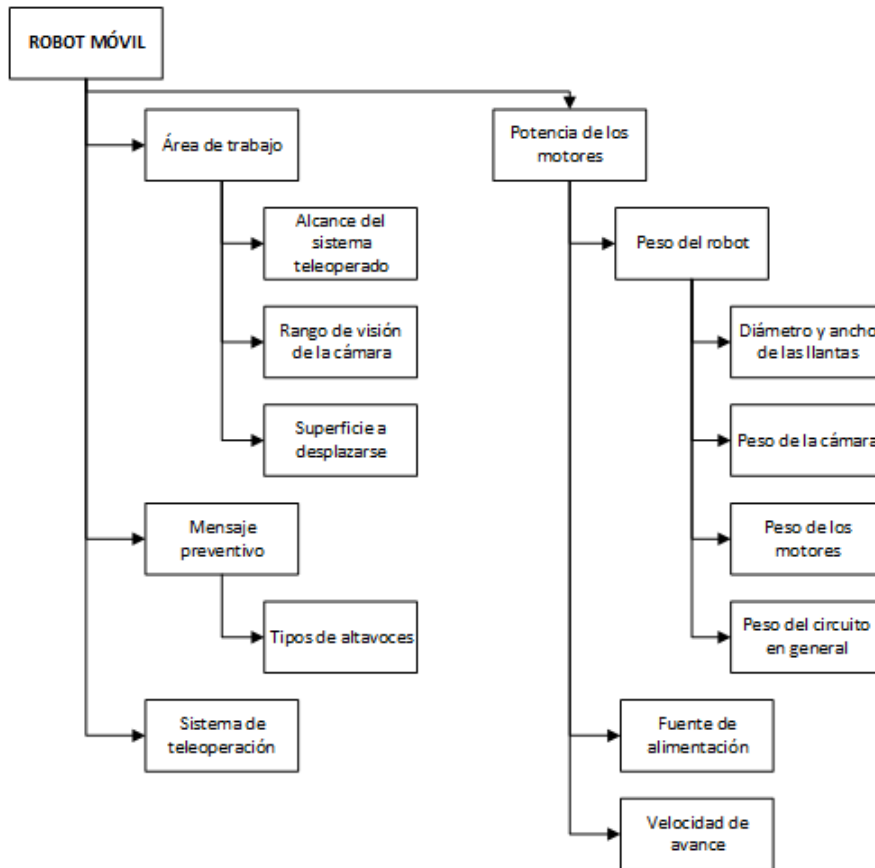 ROBOT MÓVIL
Área de trabajo
Alcance del
sistema
teleoperado
Rango de visión
de la cámara
Superficie a
desplazarse
Mensaje
preventivo
Tipos de altavoces
Sistema de
teleoperación
Potencia de los
motores
Peso del robot
Diámetro y ancho
de las llantas
Peso de la cámara
Peso de los
motores
Peso del circuito
en general
Fuente de
alimentación
Velocidad de
avance